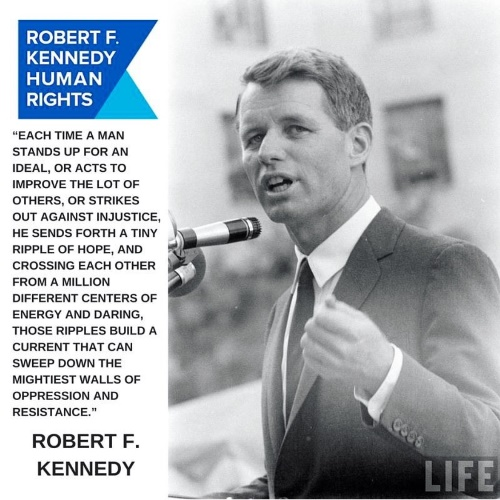 ROBERT F.
KENNEDY
HUMAN
RIGHTS
“EACH TIME A MAN
STANDS UP FOR AN
IDEAL, OR ACTS TO
IMPROVE THE LOT OF
OTHERS, OR STRIKES
OUT AGAINST INJUSTICE,
HE SENDS FORTH A TINY
RIPPLE OF HOPE, AND
CROSSING EACH OTHER
FROM A MILLION
DIFFERENT CENTERS OF
ENERGY AND DARING,
THOSE RIPPLES BUILD A
CURRENT THAT CAN
SWEEP DOWN THE
MIGHTIEST WALLS OF
OPPRESSION AND
RESISTANCE.”
ROBERT F.
KENNEDY
LIFE